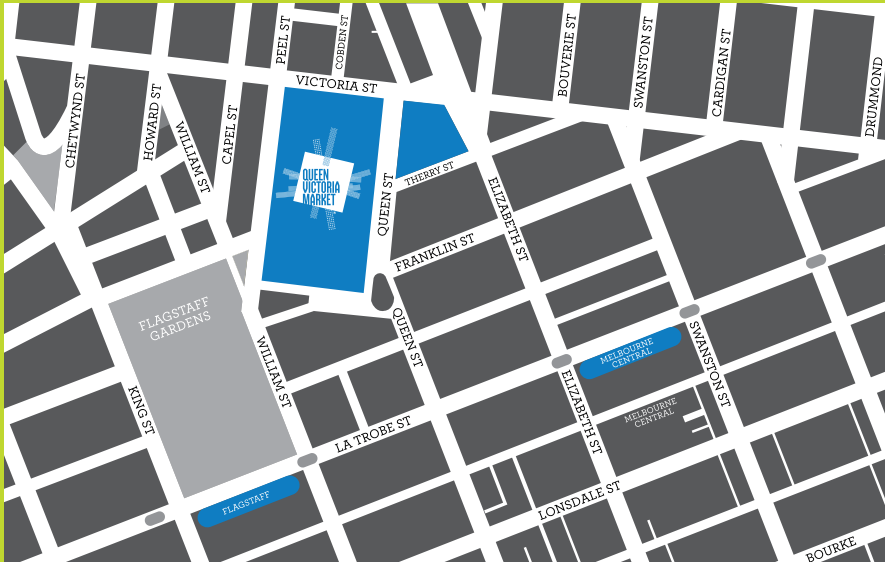 PEEL ST
COBDEN ST
BOUVERIE ST
SWANSTON ST
CARDIGAN ST
DRUMMOND
VICTORIA ST
CHETWYND ST
HOWARD ST
WILLIAM ST
CAPEL ST
QUEEN
VICTORIA
MARKET
QUEEN ST
THERRY ST
ELIZABETH ST
FRANKLIN ST
FLAGSTAFF
GARDENS
WILLIAM ST
QUEEN ST
MELBOURNE
CENTRAL
SWANSTON ST
KING ST
LA TROBE ST
ELIZABETH ST
MELBOURNE
CENTRAL
FLAGSTAFF
LONSDALE ST
BOURKE